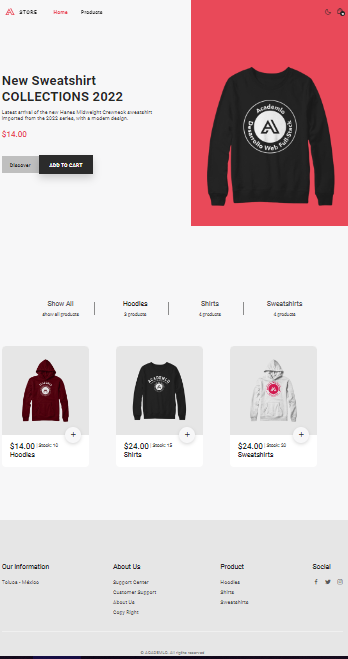 STORE Home Products
New Sweatshirt
COLLECTIONS 2022
Latest arrival of the new Hanes Midweight Crewneck sweatshirt
imported from the 2022 series, with a modern design.
$14.00
Discover ADD TO CART
Academlo
Desarrollo Web Full Stack
Show All Hoodies Shirts Sweatshirts
show all products 3 products 4 products 4 products
$14.00 | Stock: 10 $24.00 | Stock: 15 $24.00 | Stock: 20
Hoodies Shirts Sweatshirts
Our Information About Us Product Social
Toluca - México Support Center Hoodies
Customer Support Shirts
About Us Sweatshirts
Copy Right
© ACADEMLO. All rights reserved